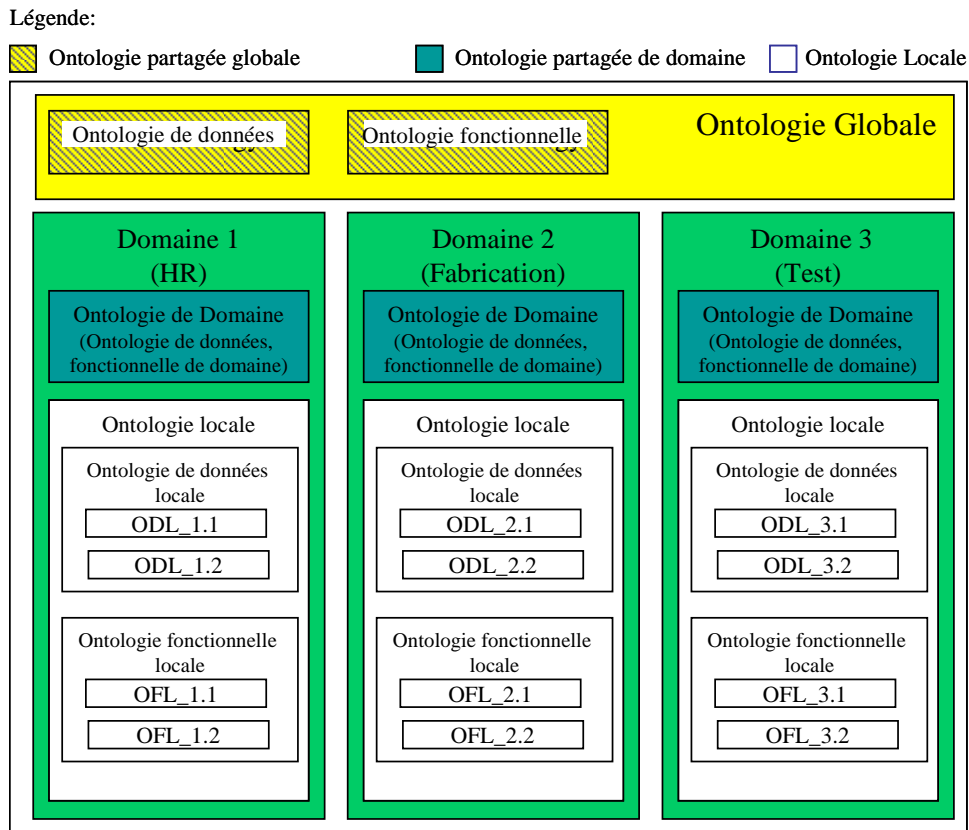 Légende:
Ontologie partagée globale
Ontologie partagée de domaine
Ontologie Locale
Ontologie de données
Ontologie fonctionnelle
Ontologie Globale
Domaine 1
(HR)
Ontologie de Domaine
(Ontologie de données,
fonctionnelle de domaine)
Ontologie locale
Ontologie de données
locale
ODL_1.1
ODL_1.2
Ontologie fonctionnelle
locale
OFL_1.1
OFL_1.2
Domaine 2
(Fabrication)
Ontologie de Domaine
(Ontologie de données,
fonctionnelle de domaine)
Ontologie locale
Ontologie de données
locale
ODL_2.1
ODL_2.2
Ontologie fonctionnelle
locale
OFL_2.1
OFL_2.2
Domaine 3
(Test)
Ontologie de Domaine
(Ontologie de données,
fonctionnelle de domaine)
Ontologie locale
Ontologie de données
locale
ODL_3.1
ODL_3.2
Ontologie fonctionnelle
locale
OFL_3.1
OFL_3.2